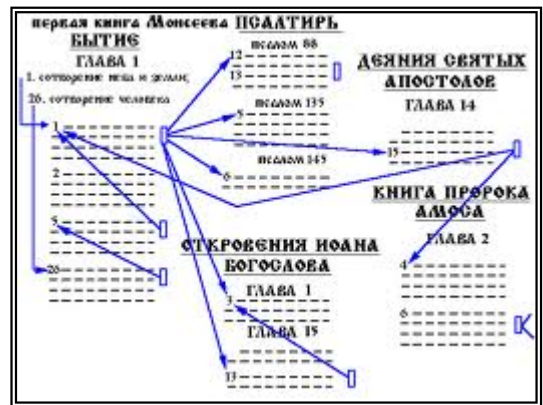 первая книга Моисеева
БЫТИЕ
ГЛАВА 1
1. сотворение неба и земли;
26. сотворение человека
1
2
5
26
ПСАЛТИРЬ
псалом 88
12
13
псалом 135
5
псалом 145
6
ДЕЯНИЯ СВЯТЫХ
АПОСТОЛОВ
ГЛАВА 14
15
КНИГА ПРОРОКА
АМОСА
ГЛАВА 2
4
6
ОТКРОВЕНИЯ ИОАНА
БОГОСЛОВА
ГЛАВА 1
3
ГЛАВА 15
13